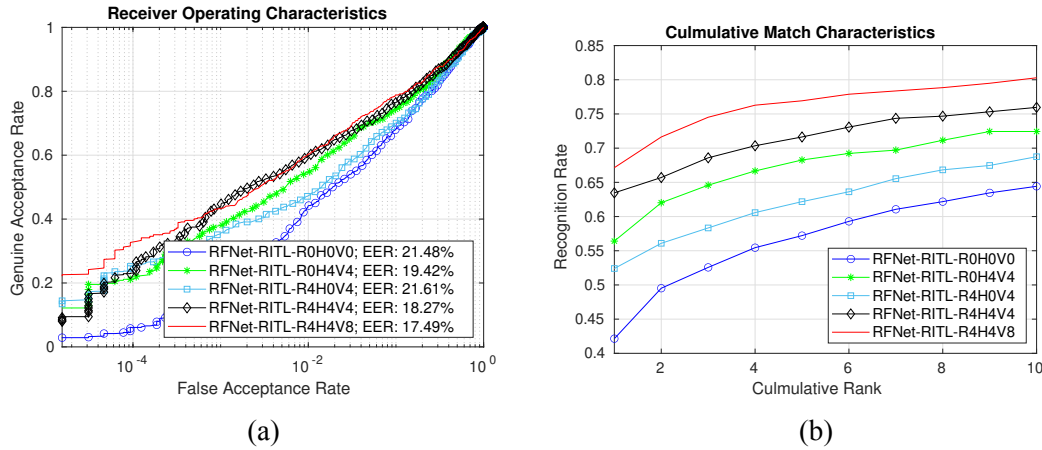 Receiver Operating Characteristics
Genuine Acceptance Rate
1
0.8
0.6
0.4
0.2
0
RFNet-RITL-R0H0V0; EER: 21.48%
RFNet-RITL-R0H4V4; EER: 19.42%
RFNet-RITL-R4H0V4; EER: 21.61%
RFNet-RITL-R4H4V4; EER: 18.27%
RFNet-RITL-R4H4V8; EER: 17.49%
10-4
10-2
100
False Acceptance Rate
(a)
Culmulative Match Characteristics
Recognition Rate
0.85
0.8
0.75
0.7
0.65
0.6
0.55
0.5
0.45
0.4
RFNet-RITL-R0H0V0
RFNet-RITL-R0H4V4
RFNet-RITL-R4H0V4
RFNet-RITL-R4H4V4
RFNet-RITL-R4H4V8
2
4
6
8
10
Culmulative Rank
(b)